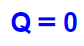 Q = 0